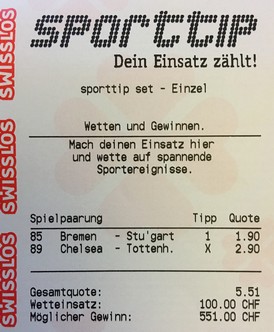 sporttip
Dein Einsatz zählt!
sporttip set - Einzel
Wetten und Gewinnen.
Mach deinen Einsatz hier
und wette auf spannende
Sportereignisse.
Spielpaarung Tipp Quote
85 Bremen - Stu'gart 1 1.90
89 Chelsea - Tottenh. X 2.90
Gesamtquote: 5.51
Wetteinsatz: 100.00 CHF
Möglicher Gewinn: 551.00 CHF
SWISSLOS
SWISSLOS
SWISSLOS